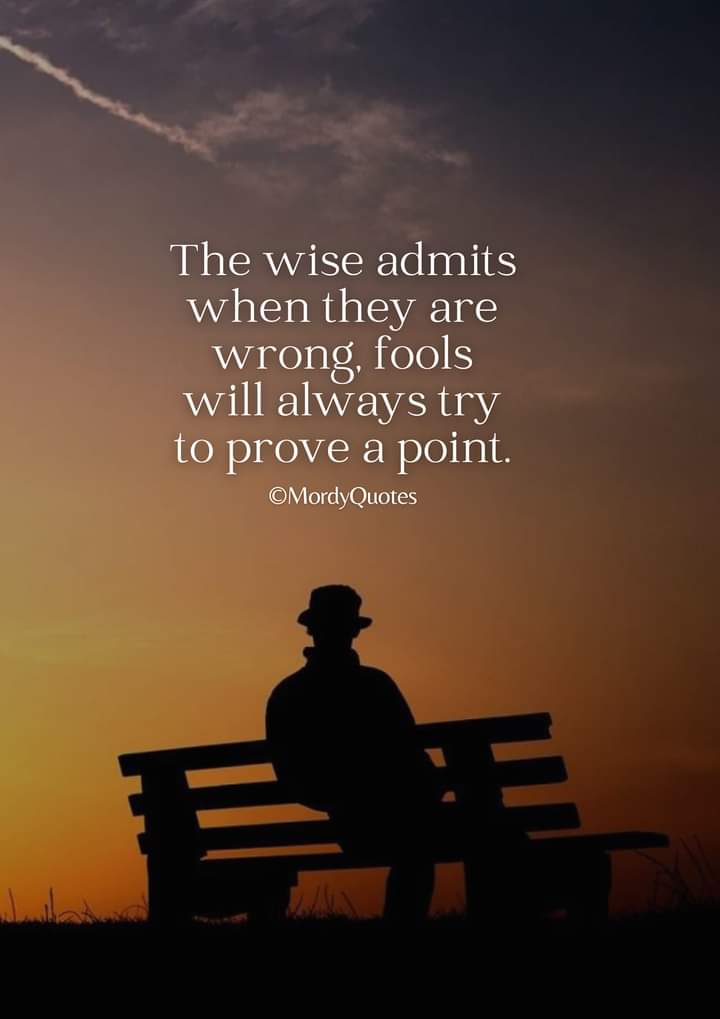 The wise admits
when they are
wrong, fools
will always try
to prove a point.
©MordyQuotes